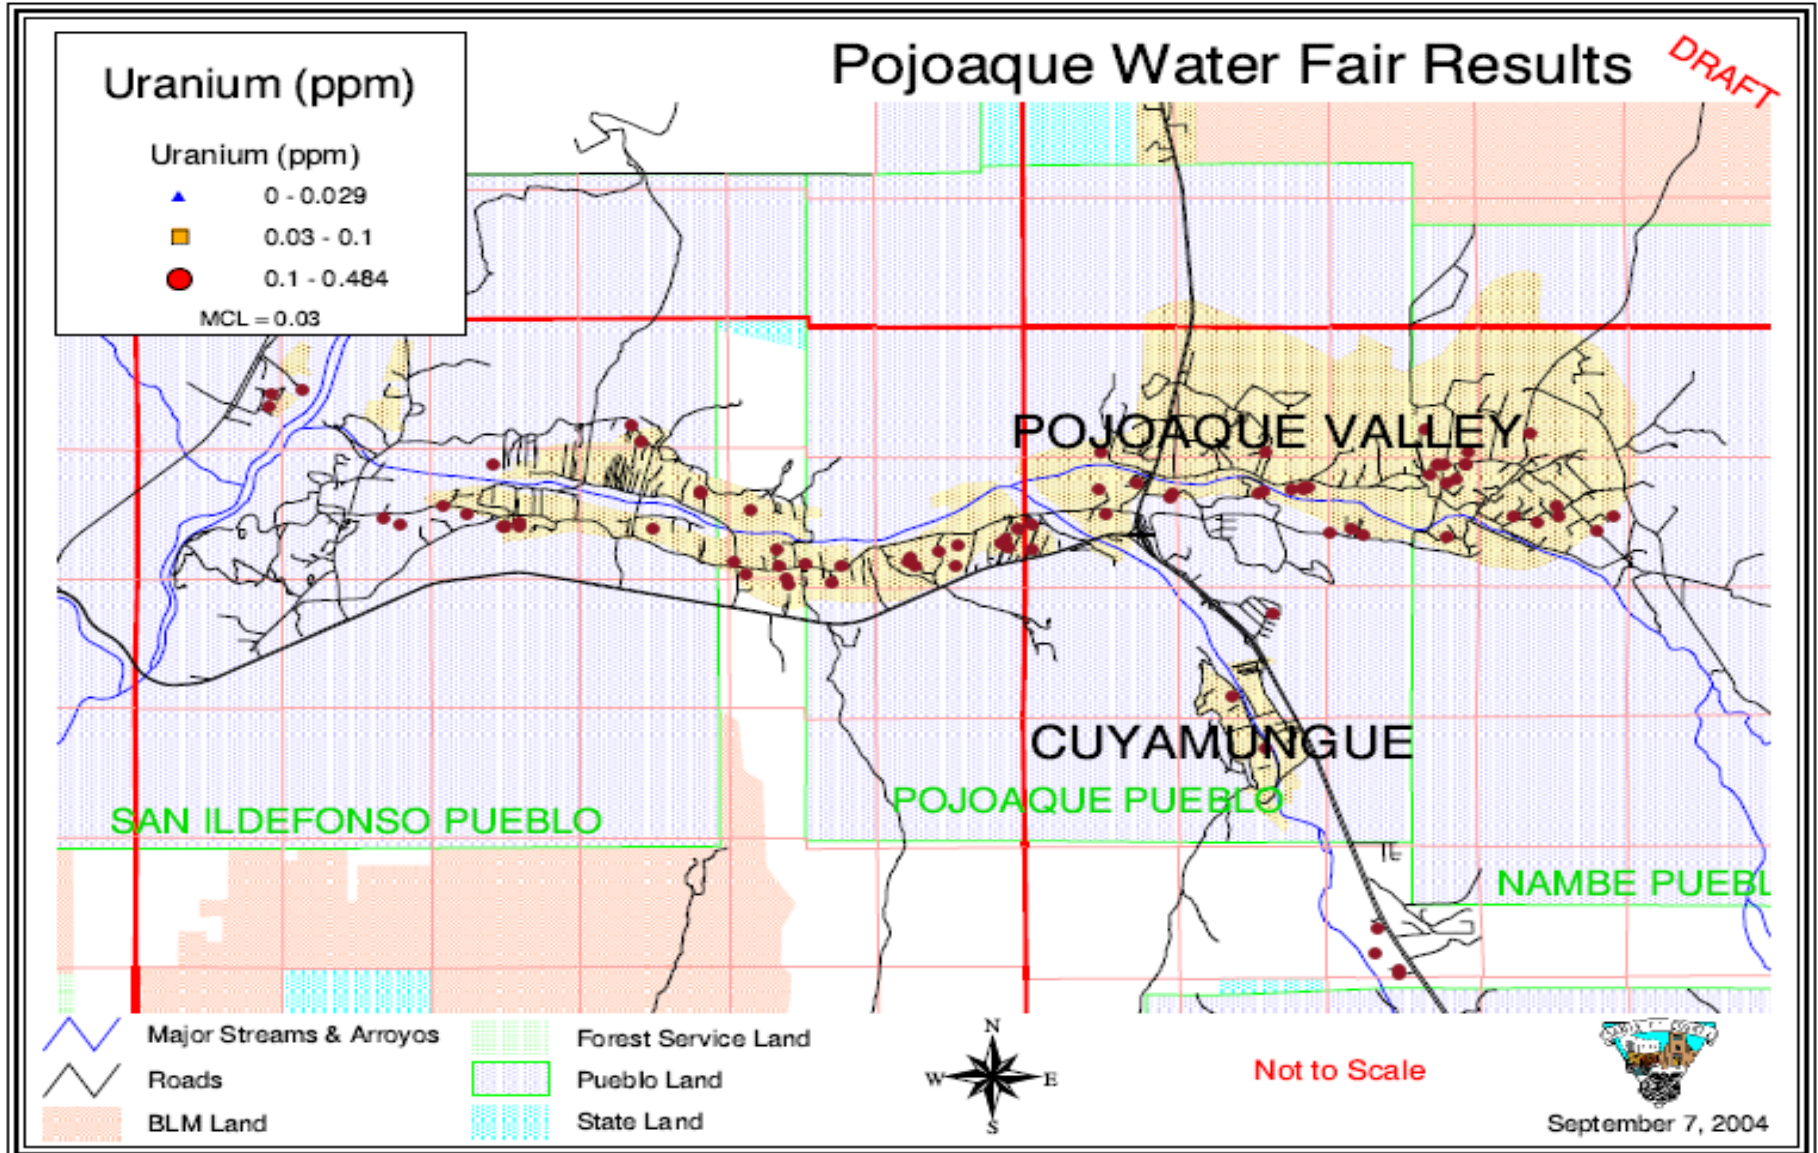 Pojoaque Water Fair Results
DRAFT
Uranium (ppm)
Uranium (ppm)
0 - 0.029
0.03 - 0.1
0.1 - 0.484
MCL = 0.03
POJOAQUE VALLEY
CUYAMUNGUE
SAN ILDEFONSO PUEBLO
POJOAQUE PUEBLO
NAMBE PUEBL
Major Streams & Arroyos
Roads
BLM Land
Forest Service Land
Pueblo Land
State Land
N
W
E
S
Not to Scale
September 7, 2004